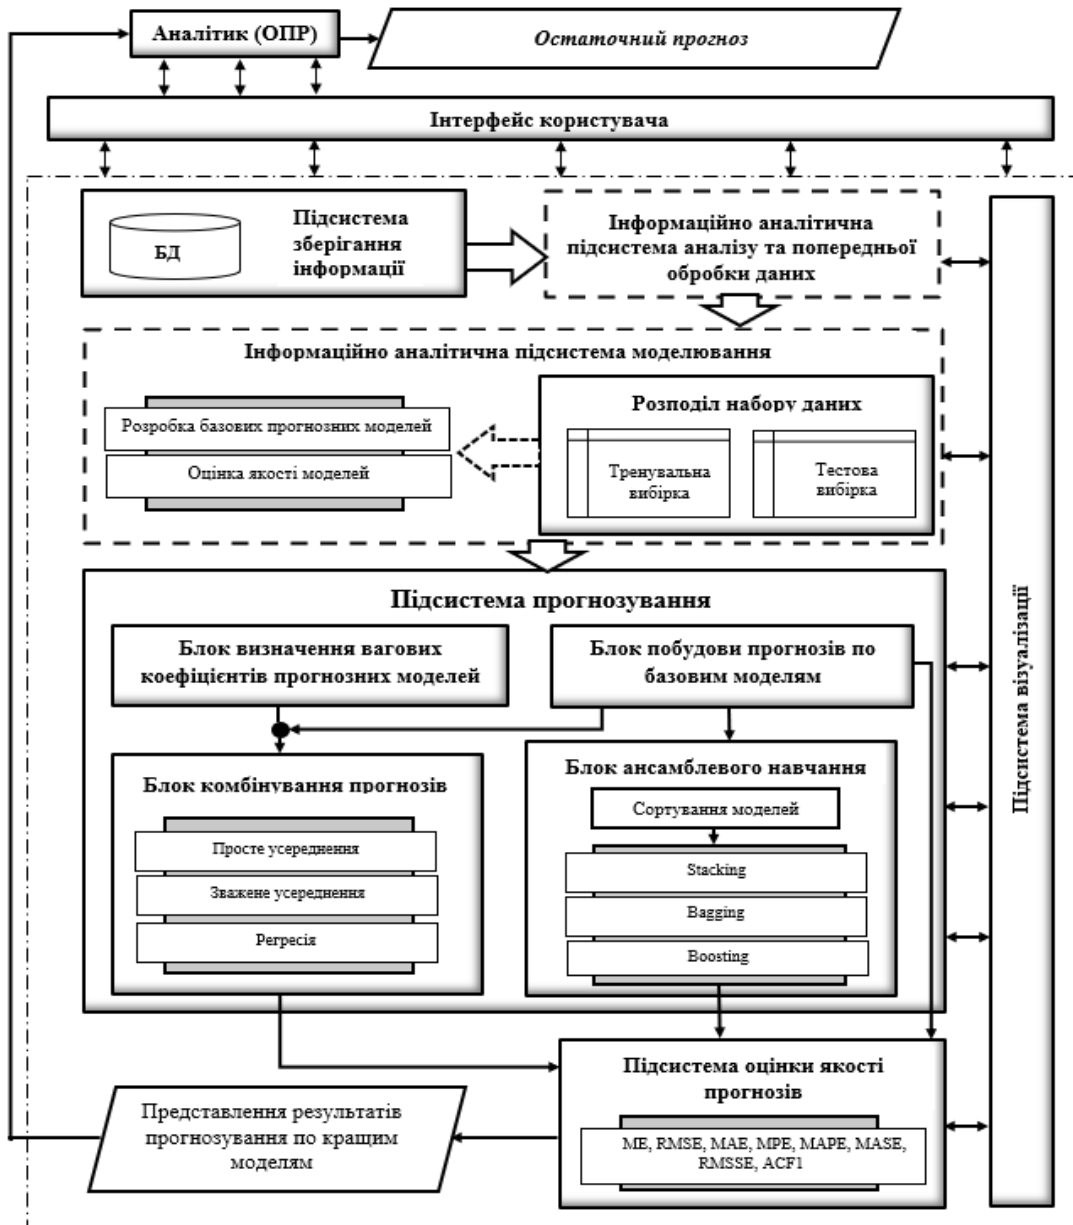 Аналітик (ОПР)
Остаточний прогноз
Інтерфейс користувача
БД
Підсистема
зберігання
інформації
Інформаційно аналітична
підсистема аналізу та попередньої
обробки даних
Інформаційно аналітична підсистема моделювання
Розробка базових прогнозних моделей
Оцінка якості моделей
Розподіл набору даних
Тренувальна
вибірка
Тестова
вибірка
Підсистема візуалізації
Підсистема прогнозування
Блок визначення вагових
коефіцієнтів прогнозних моделей
Блок побудови прогнозів по
базовим моделям
Блок комбінування прогнозів
Просте усереднення
Зважене усереднення
Регресія
Блок ансамблевого навчання
Сортування моделей
Stacking
Bagging
Boosting
Підсистема оцінки якості
прогнозів
ME, RMSE, MAE, MPE, MAPE, MASE,
RMSSE, ACF1
Представлення результатів
прогнозування по кращим
моделям